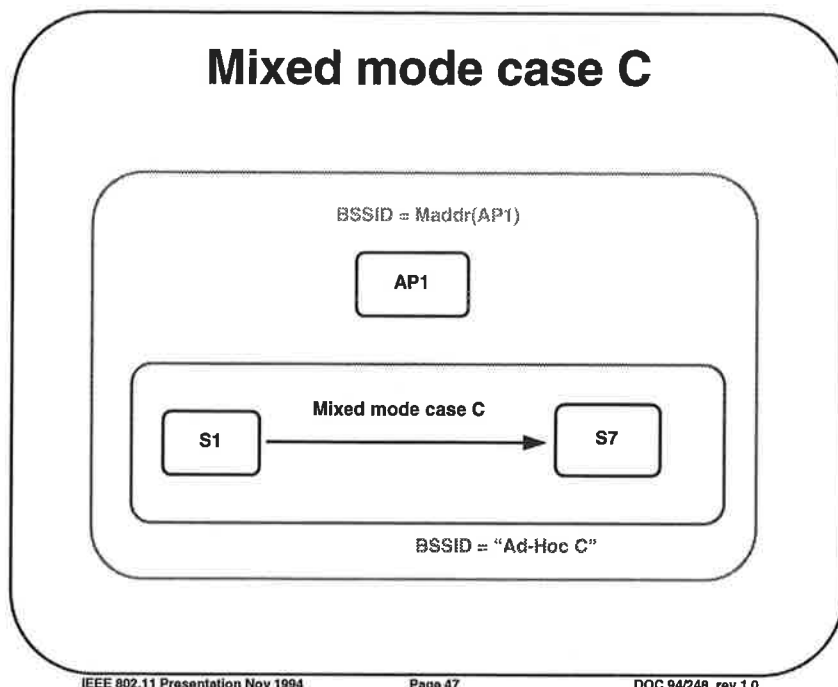 Mixed mode case C
BSSID = Maddr(AP1)
AP1
Mixed mode case C
S1
S7
BSSID = “Ad-Hoc C”
IEEE 802.11 Presentation Nov 1994 Page 47 DOC 94/248 rev 1.0